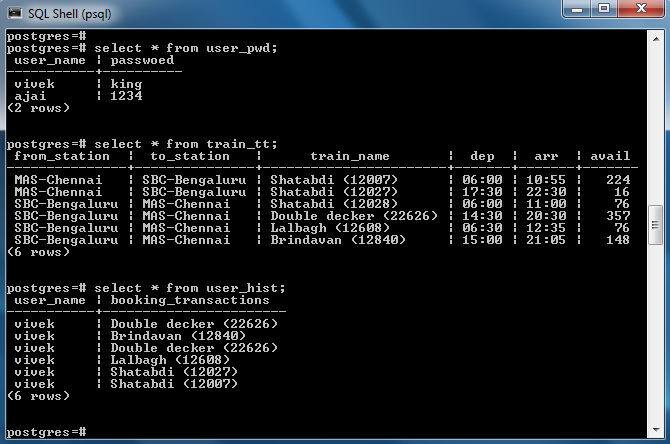 SQL Shell (psql)
postgres=#
postgres=# select * from user_pwd;
user_name ¦ passwoed
-----------+----------
vivek ¦ king
ajai ¦ 1234
(2 rows)
postgres=# select * from train_tt;
from_station ¦ to_station ¦ train_name ¦ dep ¦ arr ¦ avail
---------------+---------------+-----------------------+-------+-------+-------
MAS-Chennai ¦ SBC-Bengaluru ¦ Shatabdi (12007) ¦ 06:00 ¦ 10:55 ¦ 224
MAS-Chennai ¦ SBC-Bengaluru ¦ Shatabdi (12027) ¦ 17:30 ¦ 22:30 ¦ 16
SBC-Bengaluru ¦ MAS-Chennai ¦ Shatabdi (12028) ¦ 06:00 ¦ 11:00 ¦ 76
SBC-Bengaluru ¦ MAS-Chennai ¦ Double decker (22626) ¦ 14:30 ¦ 20:30 ¦ 357
SBC-Bengaluru ¦ MAS-Chennai ¦ Lalbagh (12608) ¦ 06:30 ¦ 12:35 ¦ 76
SBC-Bengaluru ¦ MAS-Chennai ¦ Brindavan (12840) ¦ 15:00 ¦ 21:05 ¦ 148
(6 rows)
postgres=# select * from user_hist;
user_name ¦ booking_transactions
-----------+-----------------------
vivek ¦ Double decker (22626)
vivek ¦ Brindavan (12840)
vivek ¦ Double decker (22626)
vivek ¦ Lalbagh (12608)
vivek ¦ Shatabdi (12027)
vivek ¦ Shatabdi (12007)
(6 rows)
postgres=#